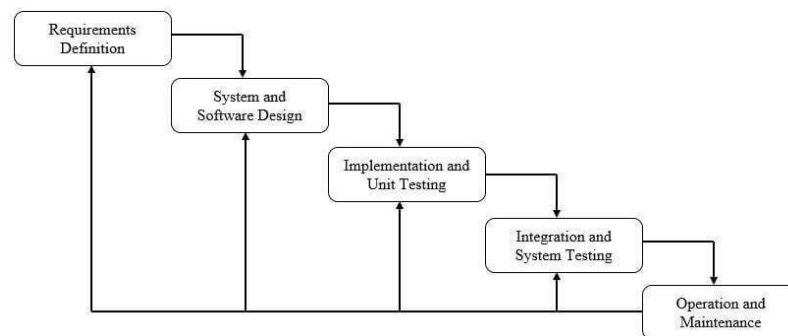 Requirements
Definition
System and
Software Design
Implementation and
Unit Testing
Integration and
System Testing
Operation and
Maintenance